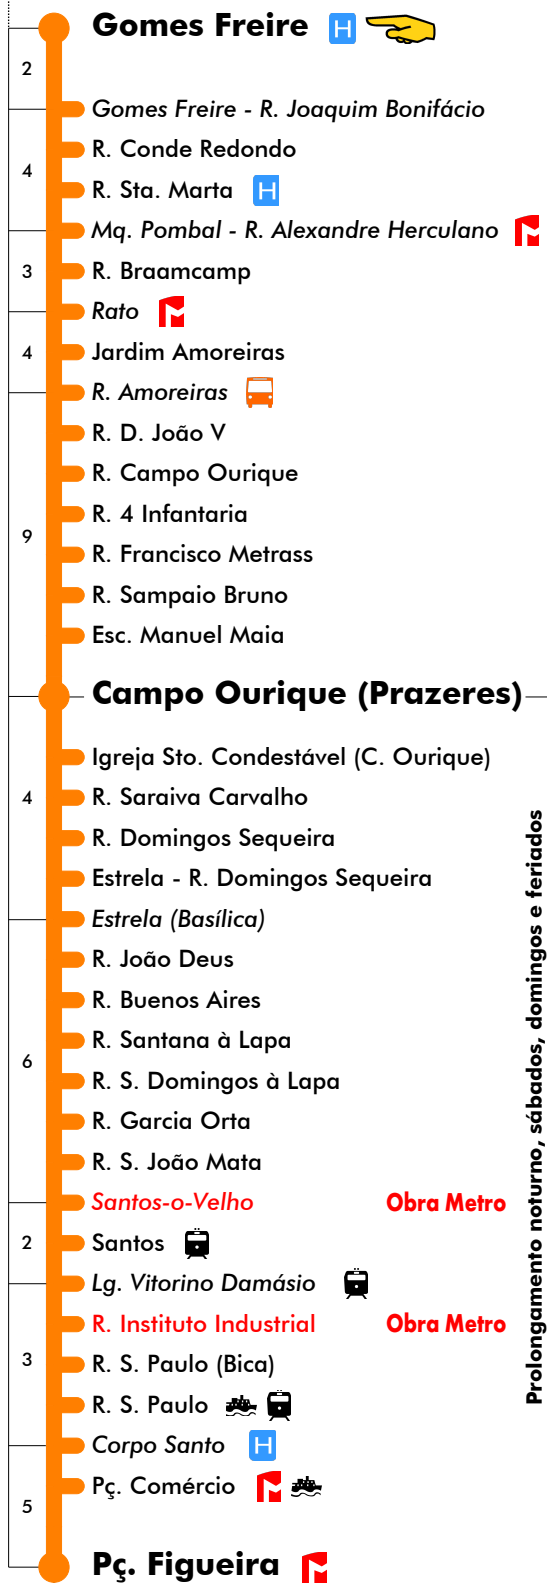 Gomes Freire H
2
Gomes Freire - R. Joaquim Bonifácio
R. Conde Redondo
4
R. Sta. Marta H
Mq. Pombal - R. Alexandre Herculano
3
R. Braamcamp
Rato
4
Jardim Amoreiras
R. Amoreiras
R. D. João V
R. Campo Ourique
R. 4 Infantaria
9
R. Francisco Metrass
R. Sampaio Bruno
Esc. Manuel Maia
Campo Ourique (Prazeres)
Igreja Sto. Condestável (C. Ourique)
4
R. Saraiva Carvalho
R. Domingos Sequeira
Estrela - R. Domingos Sequeira
Estrela (Basílica)
R. João Deus
R. Buenos Aires
R. Santana à Lapa
6
R. S. Domingos à Lapa
R. Garcia Orta
R. S. João Mata
Santos-o-Velho Obra Metro
2
Santos
Lg. Vitorino Damásio
R. Instituto Industrial Obra Metro
3
R. S. Paulo (Bica)
R. S. Paulo
Corpo Santo H
Pç. Comércio
5
Pç. Figueira
Prolongamento noturno, sábados, domingos e feriados